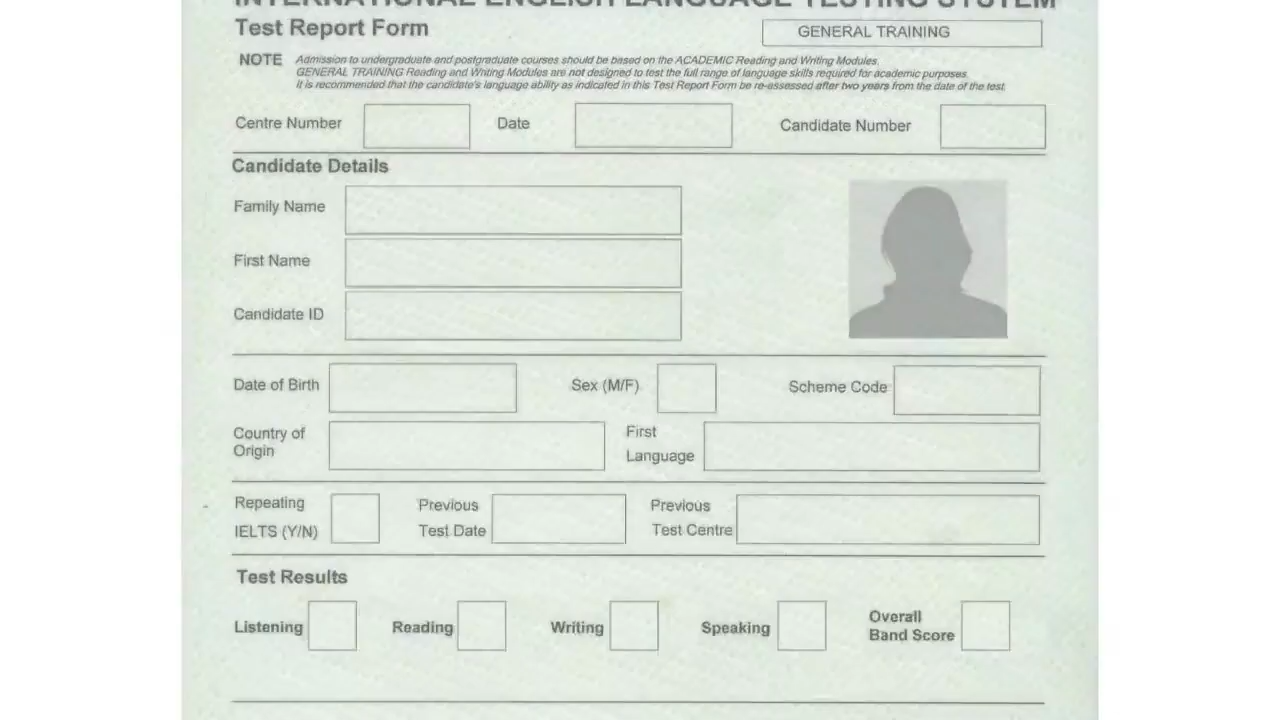 INTERNATIONAL ENGLISH LANGUAGE TESTING SYSTEM
Test Report Form
GENERAL TRAINING
NOTE Admission to undergraduate and postgraduate courses should be based on the ACADEMIC Reading and Writing Modules.
GENERAL TRAINING Reading and Writing Modules are not designed to test the full range of language skills required for academic purposes.
It is recommended that the candidate's language ability as indicated in this Test Report Form be re-assessed after two years from the date of the test.
Centre Number Date Candidate Number
Candidate Details
Family Name
First Name
Candidate ID
Date of Birth Sex (M/F) Scheme Code
Country of
Origin
First
Language
Repeating
IELTS (Y/N)
Previous
Test Date
Previous
Test Centre
Test Results
Listening Reading Writing Speaking
Overall
Band Score